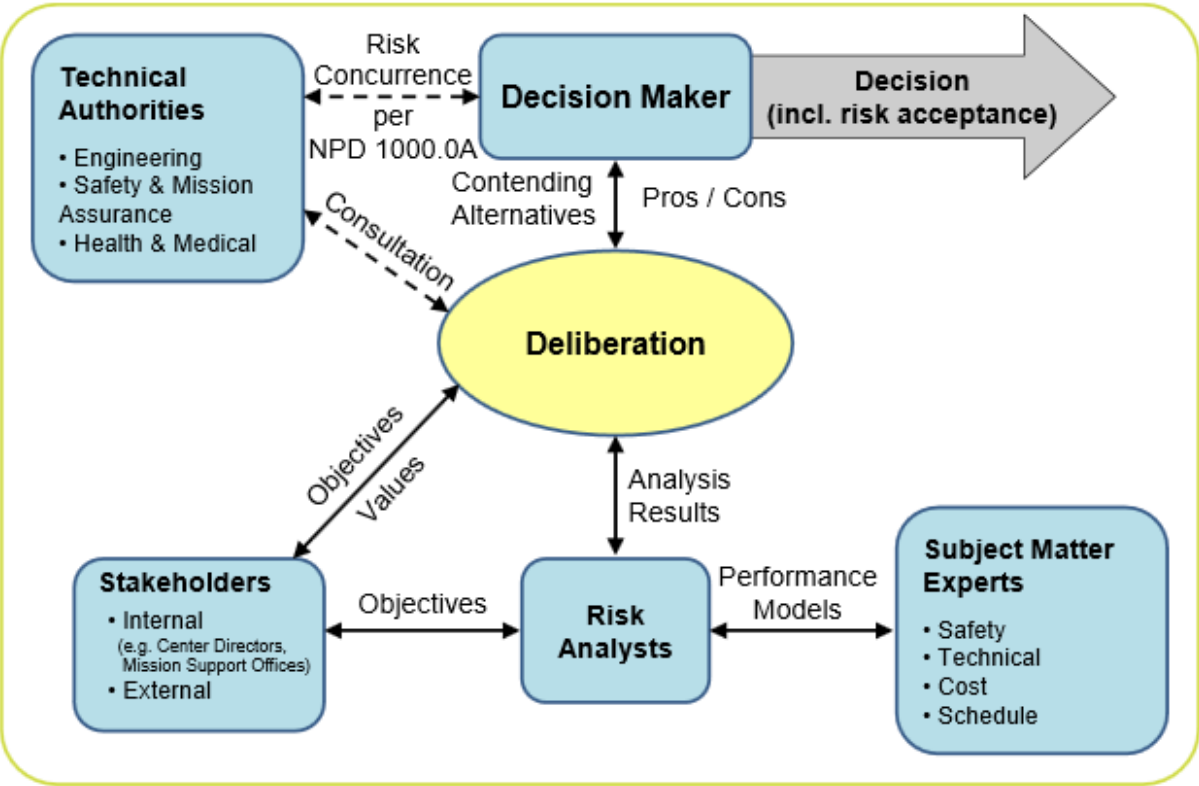 Technical
Authorities
• Engineering
• Safety & Mission
Assurance
• Health & Medical
Risk
Concurrence
per
NPD 1000.0A
Decision Maker
Decision
(incl. risk acceptance)
Contending
Alternatives
Pros / Cons
Consultation
Deliberation
Objectives
Values
Analysis
Results
Stakeholders
• Internal
(e.g. Center Directors,
Mission Support Offices)
• External
Objectives
Risk
Analysts
Performance
Models
Subject Matter
Experts
• Safety
• Technical
• Cost
• Schedule